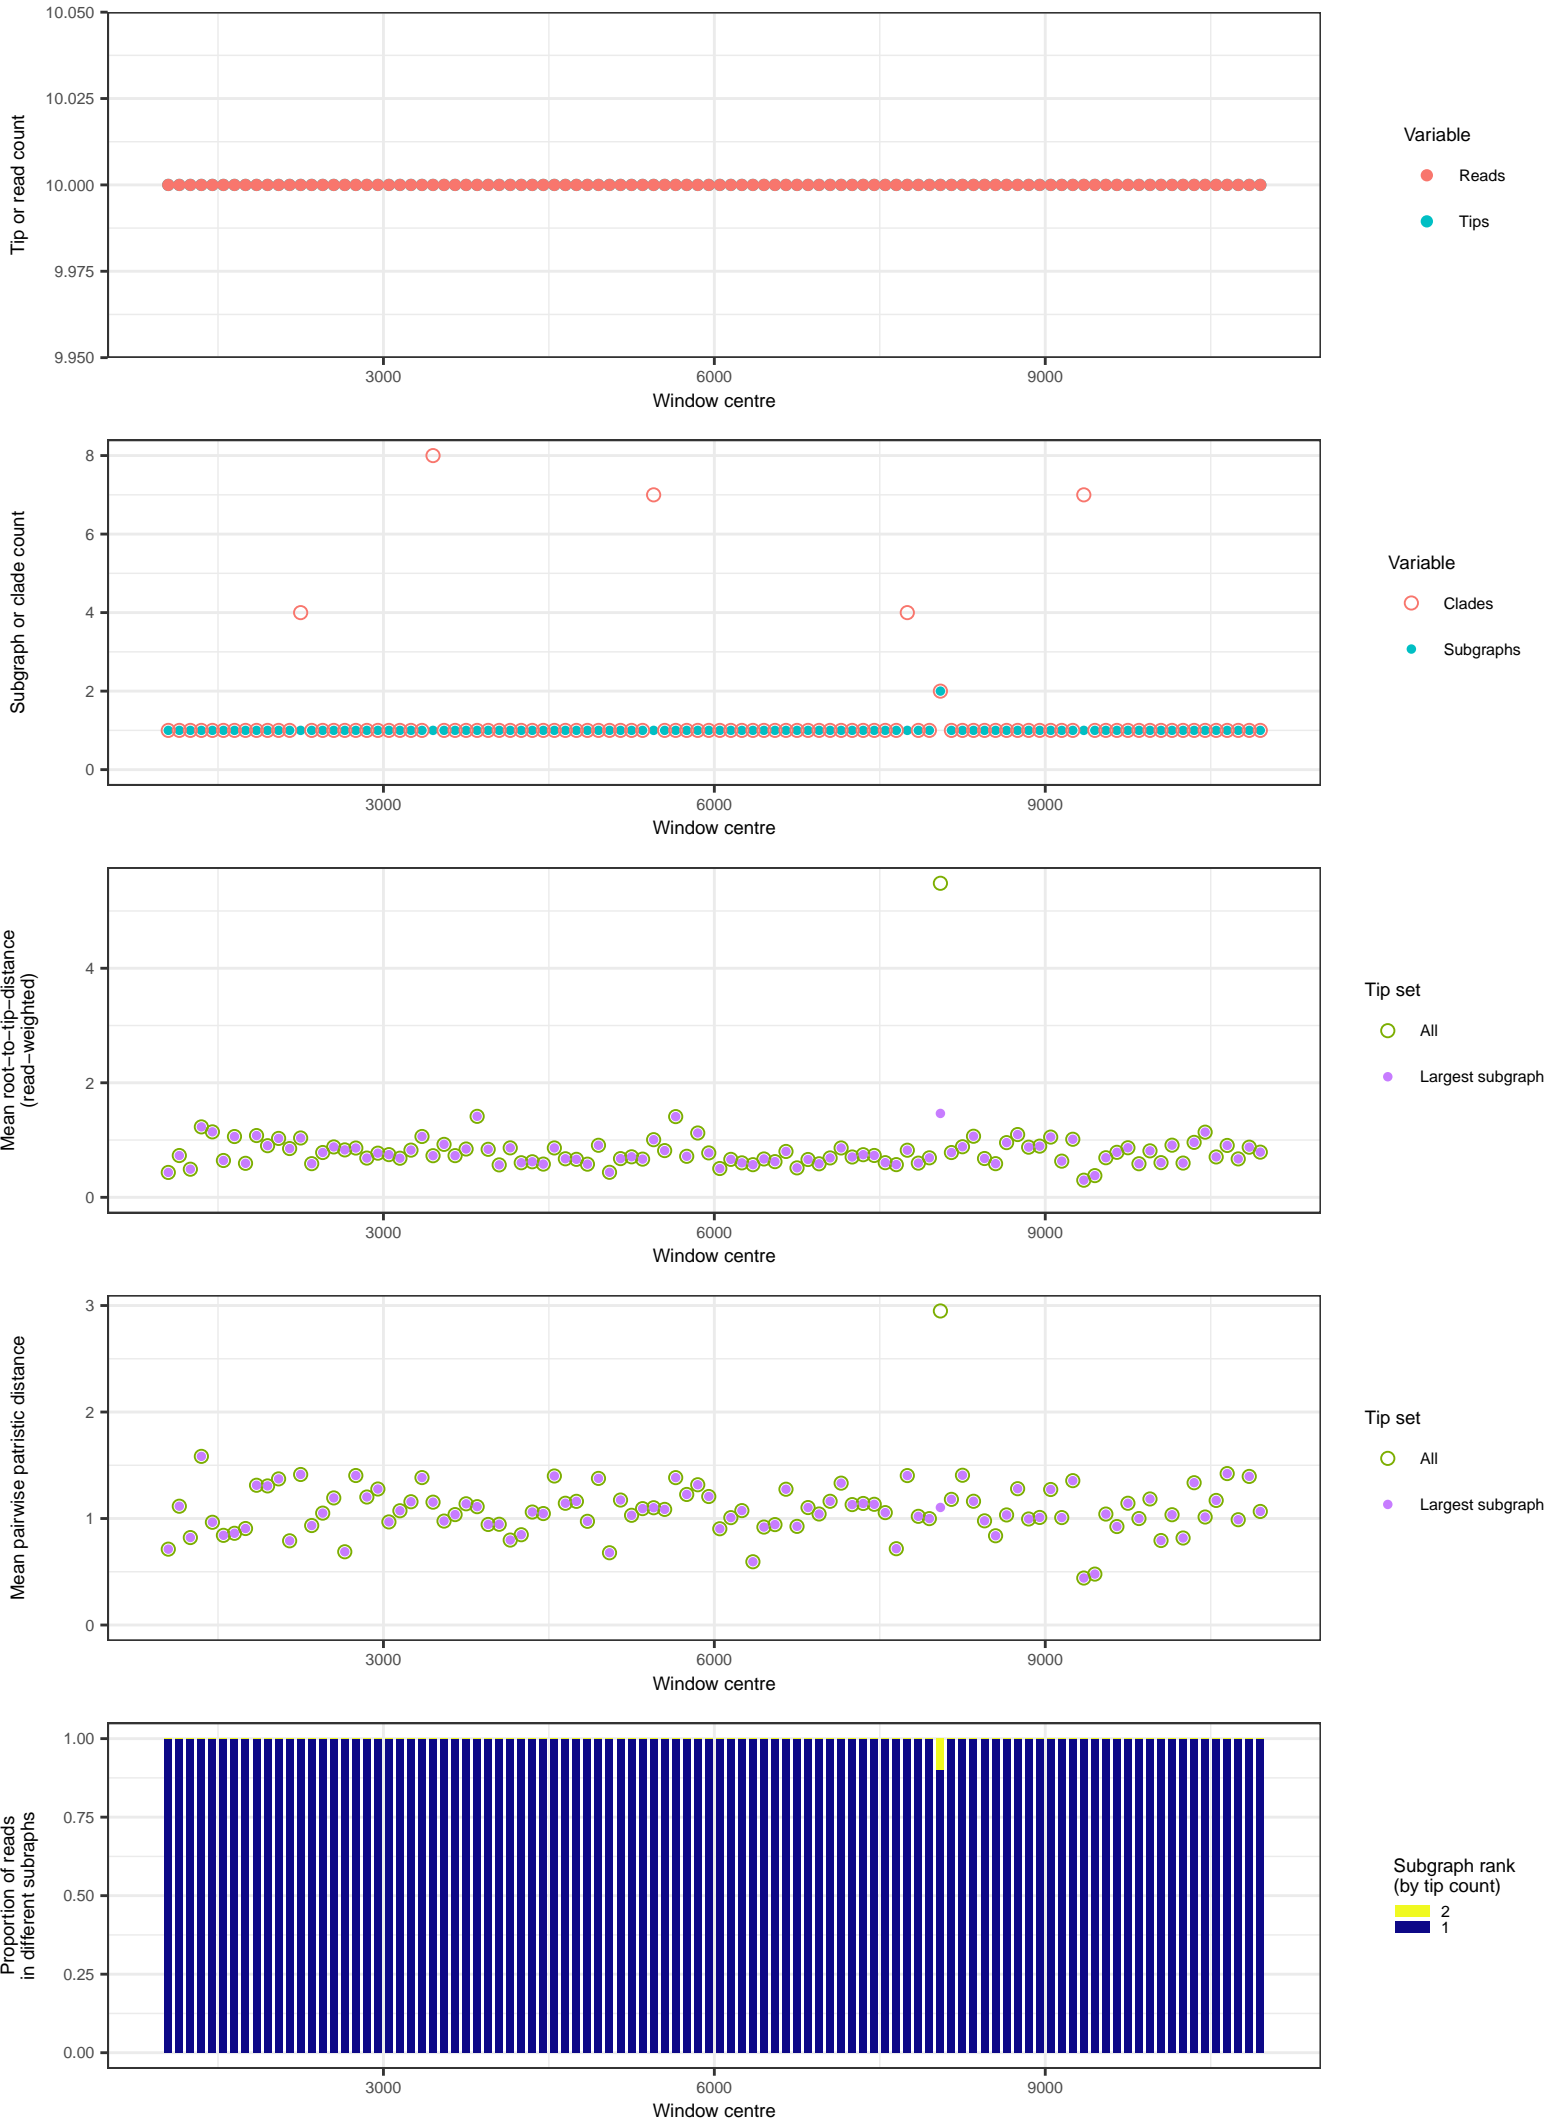 10.050
10.025
10.000
9.975
9.950
Tip or read count
3000 6000 9000
Window centre
Variable
Reads
Tips
8
6
4
2
0
Subgraph or clade count
3000 6000 9000
Window centre
Variable
Clades
Subgraphs
4
2
0
Mean root−to−tip−distance
(read−weighted)
3000 6000 9000
Window centre
Tip set
All
Largest subgraph
3
2
1
0
Mean pairwise patristic distance
3000 6000 9000
Window centre
Tip set
All
Largest subgraph
1.00
0.75
0.50
0.25
0.00
Proportion of reads
in different subraphs
3000 6000 9000
Window centre
Subgraph rank
(by tip count)
2
1